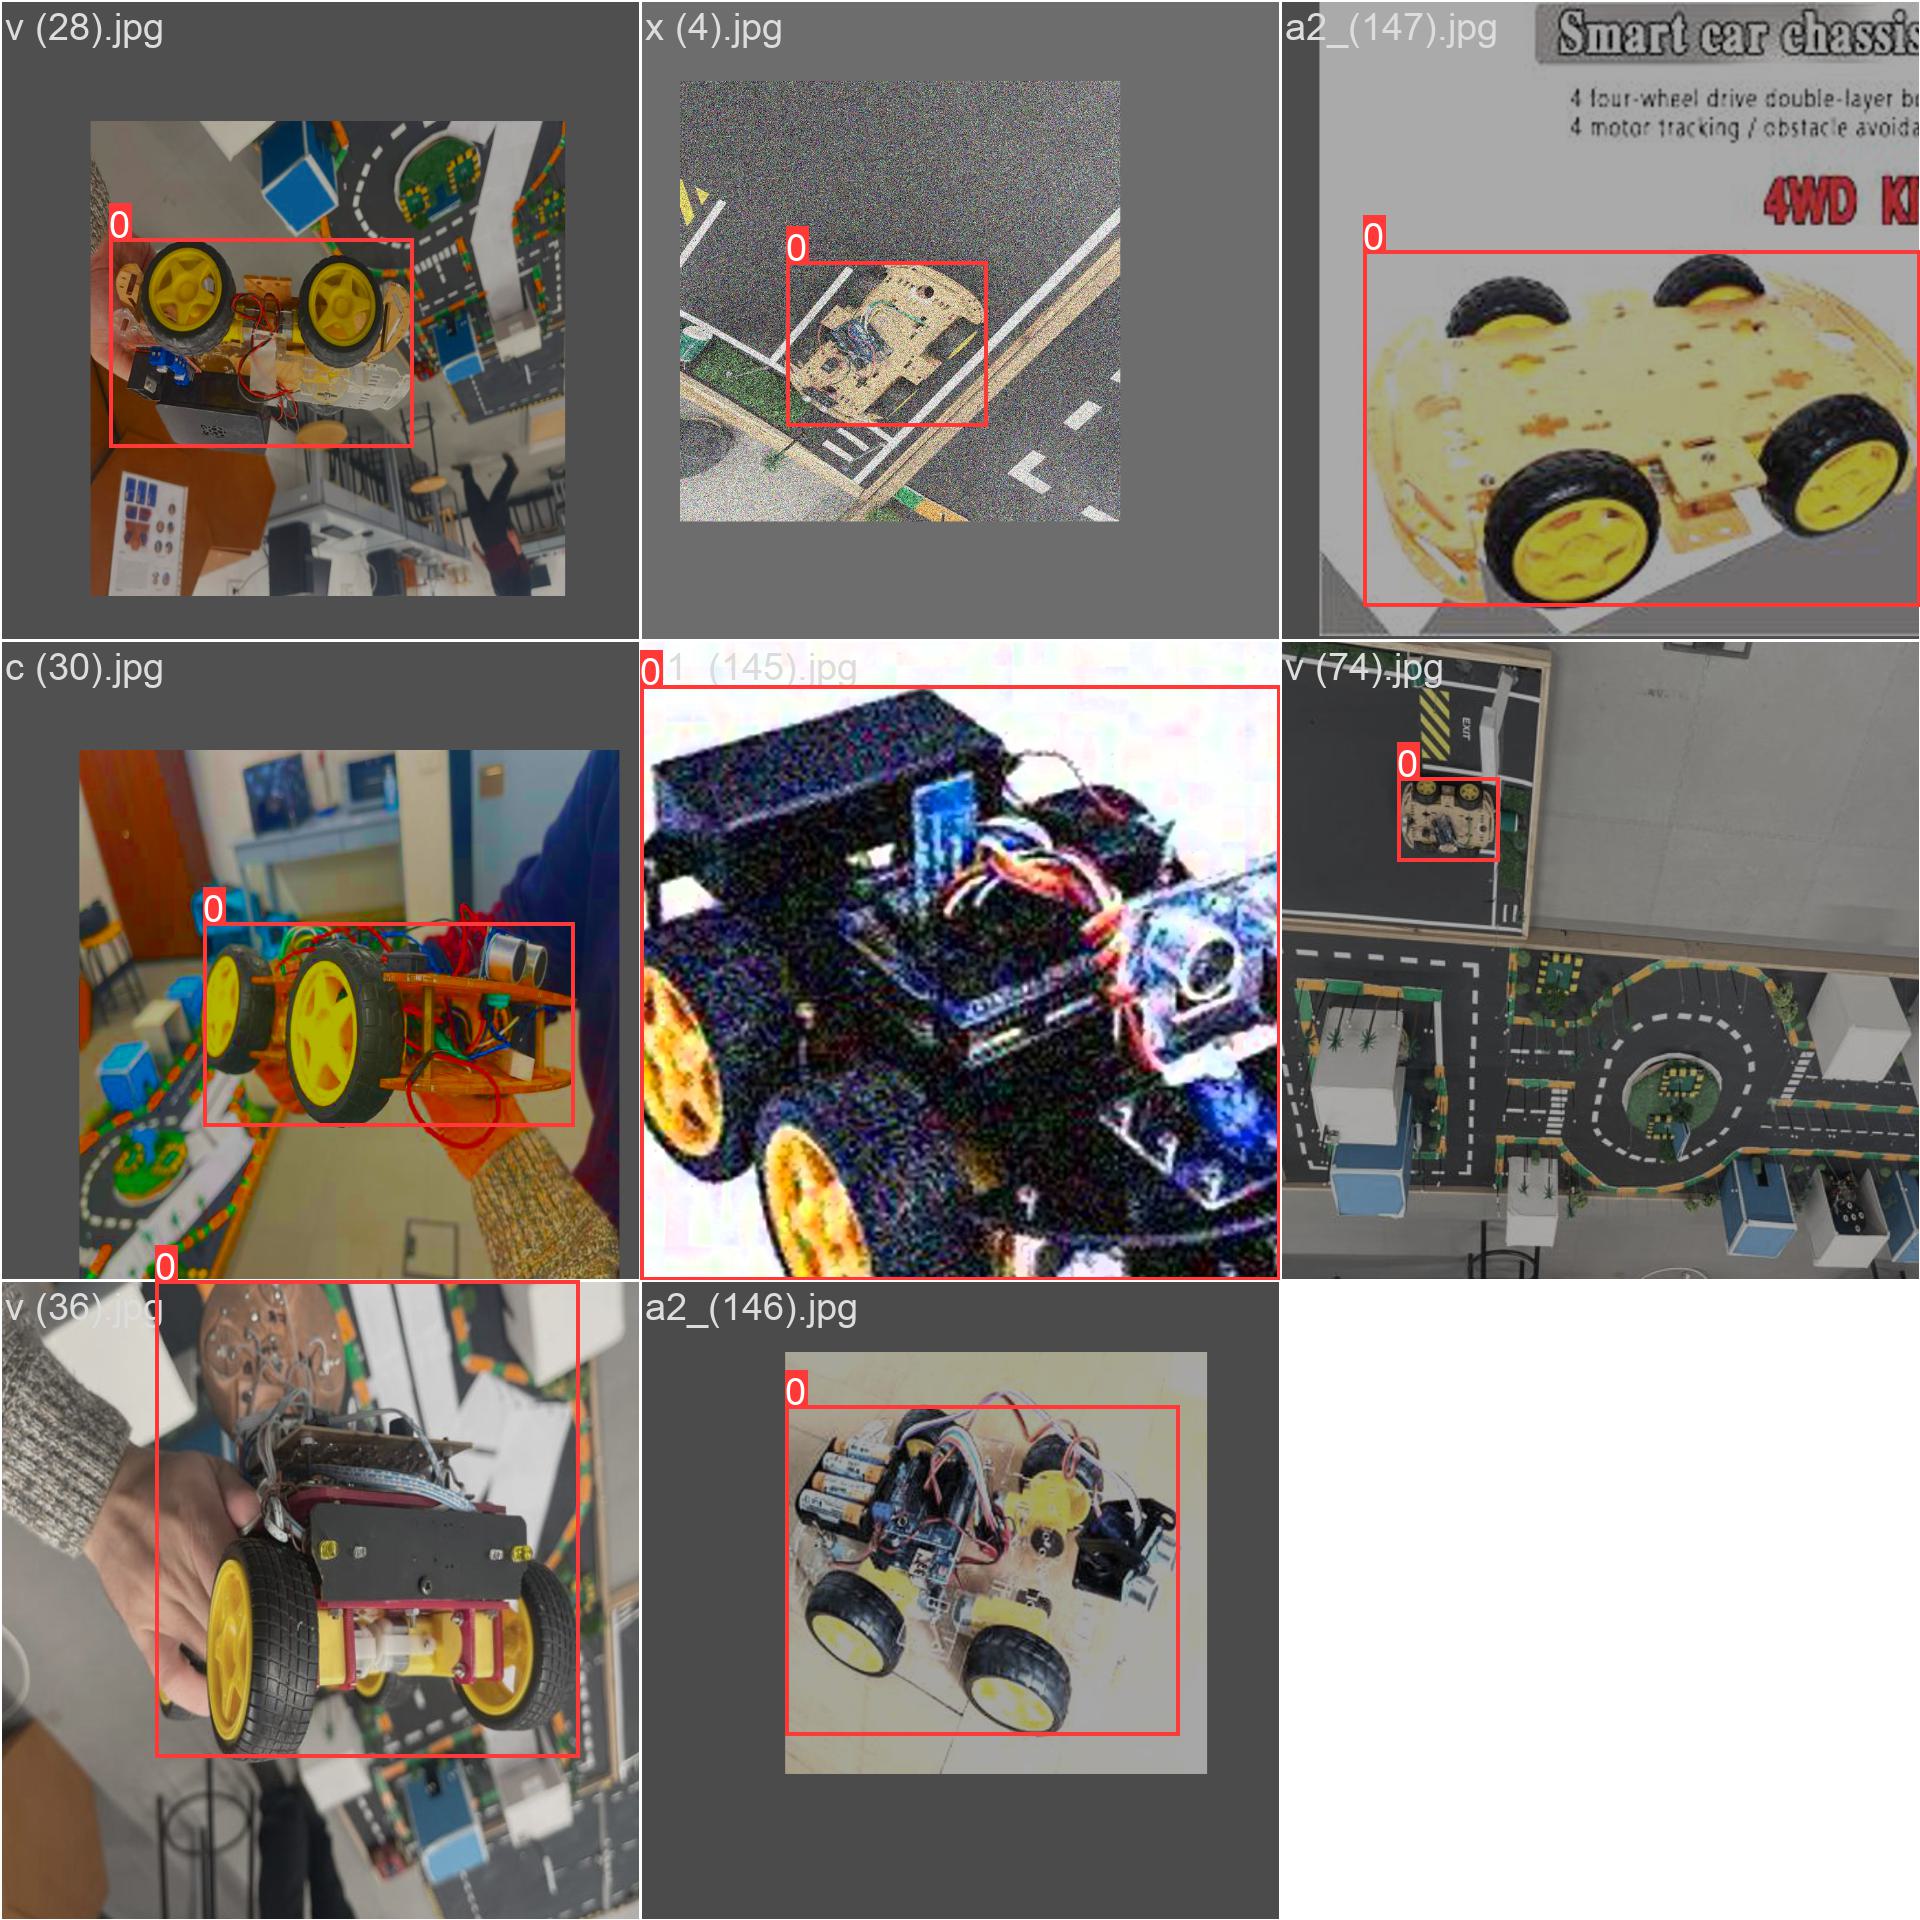 v (28).jpg
x (4).jpg
a2_(147).jpg
Smart car chassis
4 four-wheel drive double-layer
4 motor tracking / obstacle
4WD
0
0
0
c (30).jpg
1_(145).jpg
v (74).jpg
0
EXIT
0
0
0
v (36).jpg
a2_(146).jpg
0
0